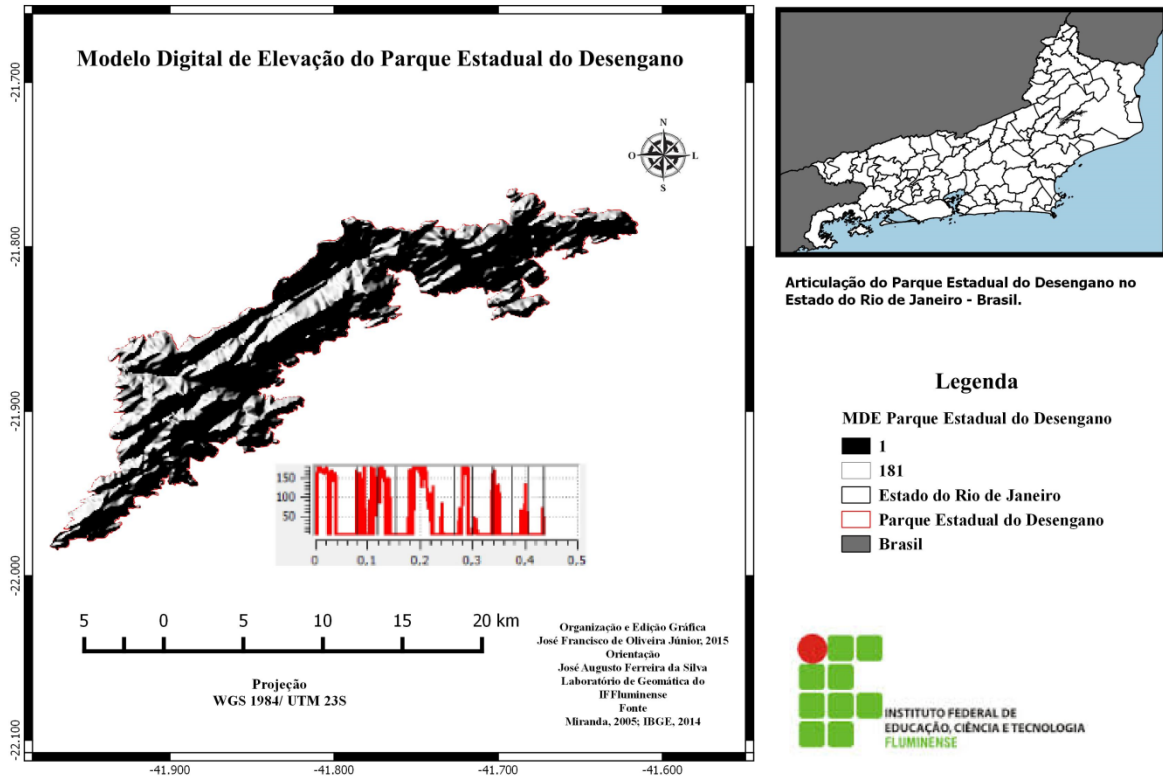 Modelo Digital de Elevação do Parque Estadual do Desengano
N
O
L
S
-21.700
-21.800
-21.900
-22.000
-22.100
-41.900
-41.800
-41.700
-41.600
150
100
50
0
0,1
0,2
0,3
0,4
0,5
5 0 5 10 15 20 km
Projeção
WGS 1984/ UTM 23S
Organização e Edição Gráfica
José Francisco de Oliveira Júnior, 2015
Orientação
José Augusto Ferreira da Silva
Laboratório de Geomática do
IFFluminense
Fonte
Miranda, 2005; IBGE, 2014
Articulação do Parque Estadual do Desengano no
Estado do Rio de Janeiro - Brasil.
Legenda
MDE Parque Estadual do Desengano
1
181
Estado do Rio de Janeiro
Parque Estadual do Desengano
Brasil
INSTITUTO FEDERAL DE
EDUCAÇÃO, CIÊNCIA E TECNOLOGIA
FLUMINENSE